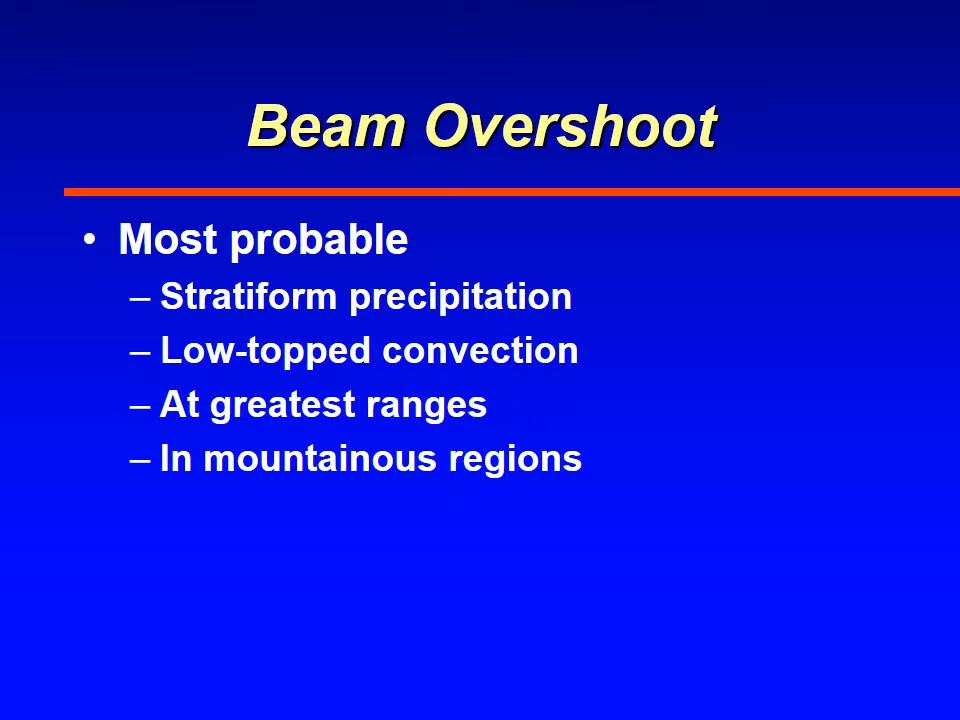 Beam Overshoot
• Most probable
– Stratiform precipitation
– Low-topped convection
– At greatest ranges
– In mountainous regions